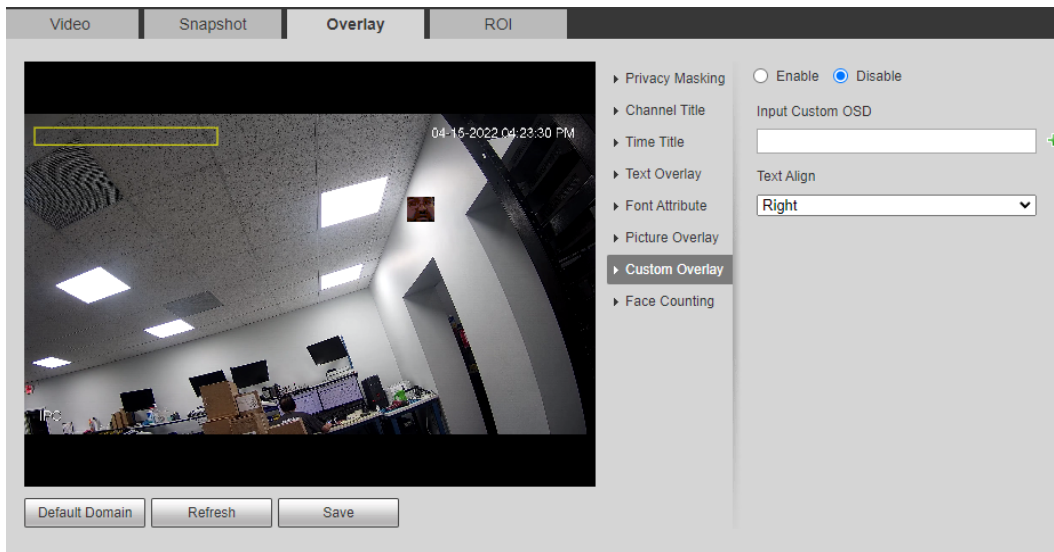 Video Snapshot Overlay ROI
04-15-2022 04:23:30 PM
IPC
Privacy Masking
Channel Title
Time Title
Text Overlay
Font Attribute
Picture Overlay
Custom Overlay
Face Counting
Enable Disable
Input Custom OSD
Text Align
Right
Default Domain Refresh Save